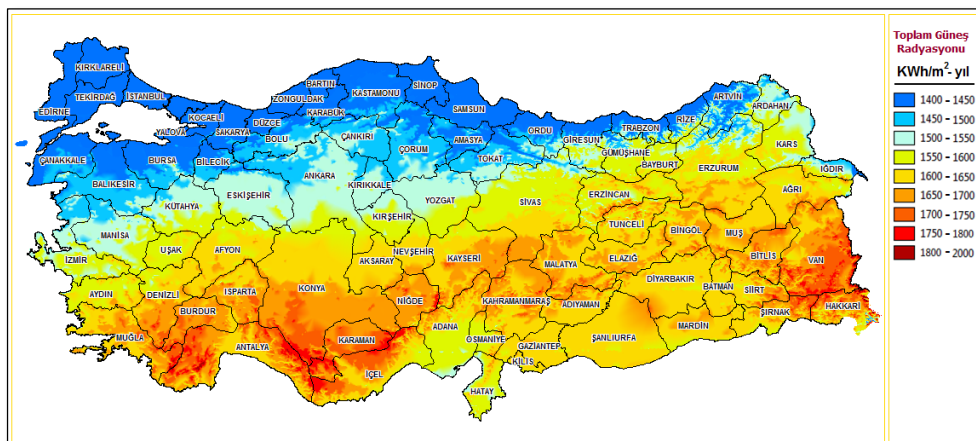 Toplam Güneş
Radyasyonu
KWh/m²- yıl
1400 - 1450
1450 - 1500
1500 - 1550
1550 - 1600
1600 - 1650
1650 - 1700
1700 - 1750
1750 - 1800
1800 - 2000
KIRKLARELİ
EDİRNE
TEKİRDAĞ
İSTANBUL
KOCAELİ
YALOVA
SAKARYA
DÜZCE
BOLU
ZONGULDAK
BARTIN
KARABÜK
KASTAMONU
SİNOP
SAMSUN
ÇANKIRI
ÇORUM
AMASYA
TOKAT
ORDU
GİRESUN
TRABZON
RİZE
ARTVİN
ARDAHAN
KARS
GÜMÜŞHANE
BAYBURT
ERZURUM
IĞDIR
AĞRI
ÇANAKKALE
BALIKESİR
BURSA
BİLECİK
KÜTAHYA
ESKİŞEHİR
ANKARA
KIRIKKALE
KIRŞEHİR
YOZGAT
SİVAS
ERZİNCAN
TUNCELİ
BİNGÖL
MUŞ
BİTLİS
VAN
MANİSA
İZMİR
UŞAK
AFYON
AKSARAY
NEVŞEHİR
KAYSERİ
MALATYA
ELAZIĞ
DİYARBAKIR
BATMAN
SİİRT
ŞIRNAK
HAKKARİ
AYDIN
DENİZLİ
ISPARTA
BURDUR
KONYA
NİĞDE
KAHRAMANMARAŞ
ADIYAMAN
MARDİN
ŞANLIURFA
MUĞLA
ANTALYA
KARAMAN
İÇEL
ADANA
OSMANİYE
GAZİANTEP
KİLİS
HATAY